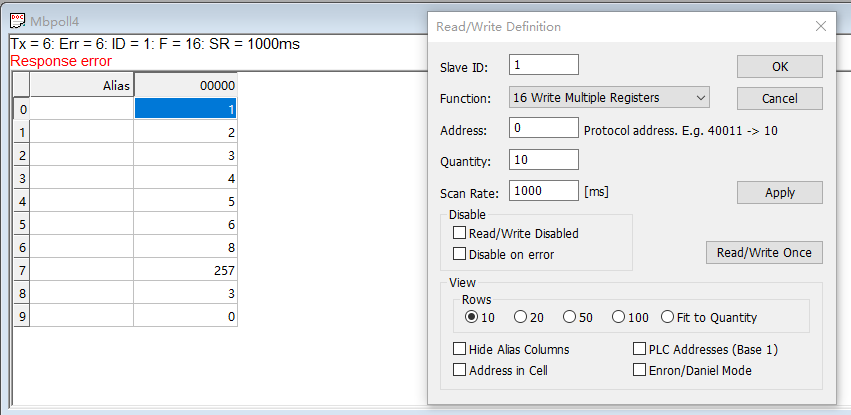 DOC
Mbpoll4
Tx = 6: Err = 6: ID = 1: F = 16: SR = 1000ms
Response error
Alias 00000
0 1
1 2
2 3
3 4
4 5
5 6
6 8
7 257
8 3
9 0
Read/Write Definition
Slave ID: 1 OK
Function: 16 Write Multiple Registers Cancel
Address: 0 Protocol address. E.g. 40011 -> 10
Quantity: 10
Scan Rate: 1000 [ms] Apply
Disable
Read/Write Disabled
Disable on error Read/Write Once
View
Rows
10 20 50 100 Fit to Quantity
Hide Alias Columns PLC Addresses (Base 1)
Address in Cell Enron/Daniel Mode